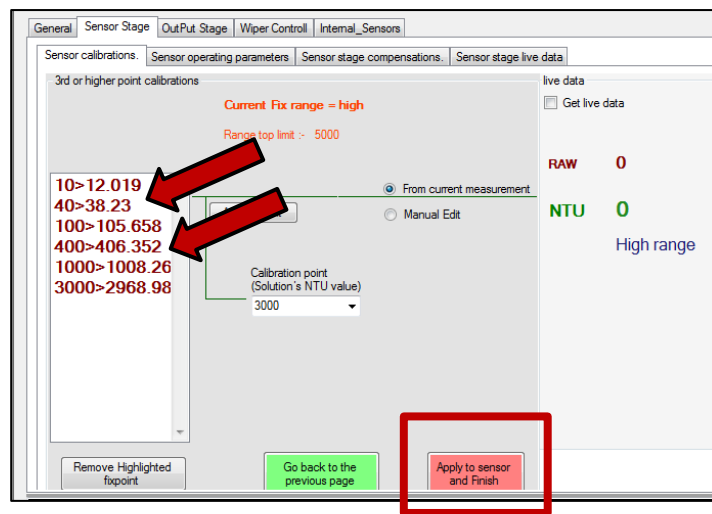 General Sensor Stage OutPut Stage Wiper Controll Internal_Sensors
Sensor calibrations. Sensor operating parameters Sensor stage compensations. Sensor stage live data
3rd or higher point calibrations
live data
Current Fix range = high
Get live data
Range top limit :- 5000
RAW 0
10>12.019
From current measurement
40>38.23
Manual Edit
NTU 0
100>105.658
400>406.352
High range
1000>1008.26
Calibration point
3000>2968.98
(Solution's NTU value)
3000
Remove Highlighted
fixpoint
Go back to the
previous page
Apply to sensor
and Finish